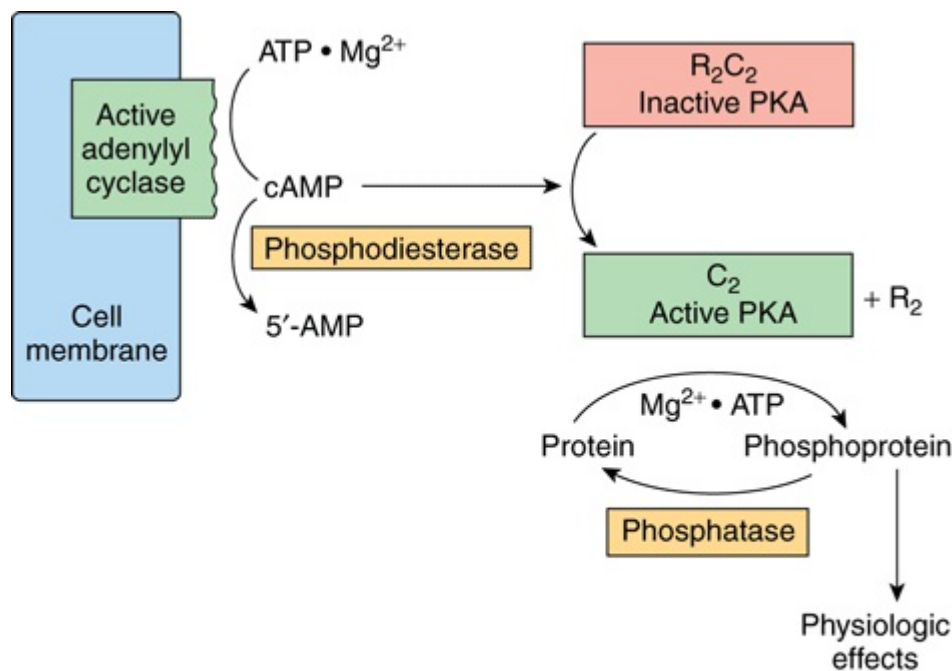 ATP • Mg²⁺
Active
adenylyl
cyclase
cAMP
Phosphodiesterase
5′-AMP
Cell
membrane
R₂C₂
Inactive PKA
C₂
Active PKA
+ R₂
Mg²⁺ • ATP
Protein
Phosphoprotein
Phosphatase
Physiologic
effects